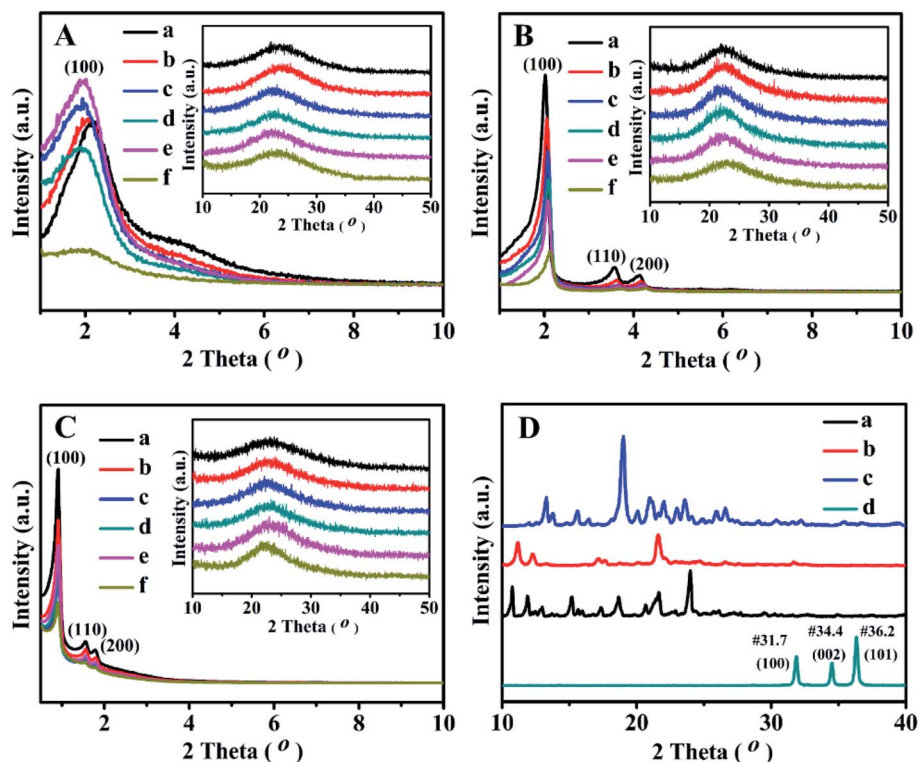 A
(100)
a
b
c
d
e
f
Intensity (a.u.)
10 20 30 40 50
2 Theta ( o )
Intensity (a.u.)
2 4 6 8 10
2 Theta ( o )
B
(100)
(110)
(200)
a
b
c
d
e
f
Intensity (a.u.)
10 20 30 40 50
2 Theta ( o )
Intensity (a.u.)
0 2 4 6 8 10
2 Theta ( o )
C
(100)
(110)
(200)
a
b
c
d
e
f
Intensity (a.u.)
10 20 30 40 50
2 Theta ( o )
Intensity (a.u.)
2 4 6 8 10
2 Theta ( o )
D
a
b
c
d
#31.7
(100)
#34.4
(002)
#36.2
(101)
Intensity (a.u.)
10 20 30 40
2 Theta ( o )